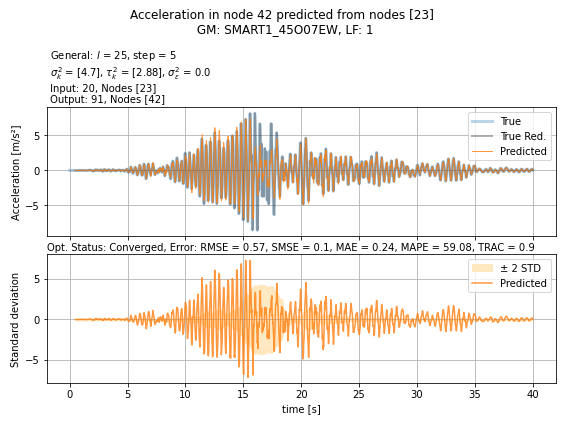 Acceleration in node 42 predicted from nodes [23]
GM: SMART1_45O07EW, LF: 1
General: l = 25, step = 5
σ²ₖ = [4.7], τ²ₖ = [2.88], σ²ε = 0.0
Input: 20, Nodes [23]
Output: 91, Nodes [42]
Acceleration [m/s²]
5
0
−5
True
True Red.
Predicted
Opt. Status: Converged, Error: RMSE = 0.57, SMSE = 0.1, MAE = 0.24, MAPE = 59.08, TRAC = 0.9
Standard deviation
5
0
−5
± 2 STD
Predicted
0 5 10 15 20 25 30 35 40
time [s]